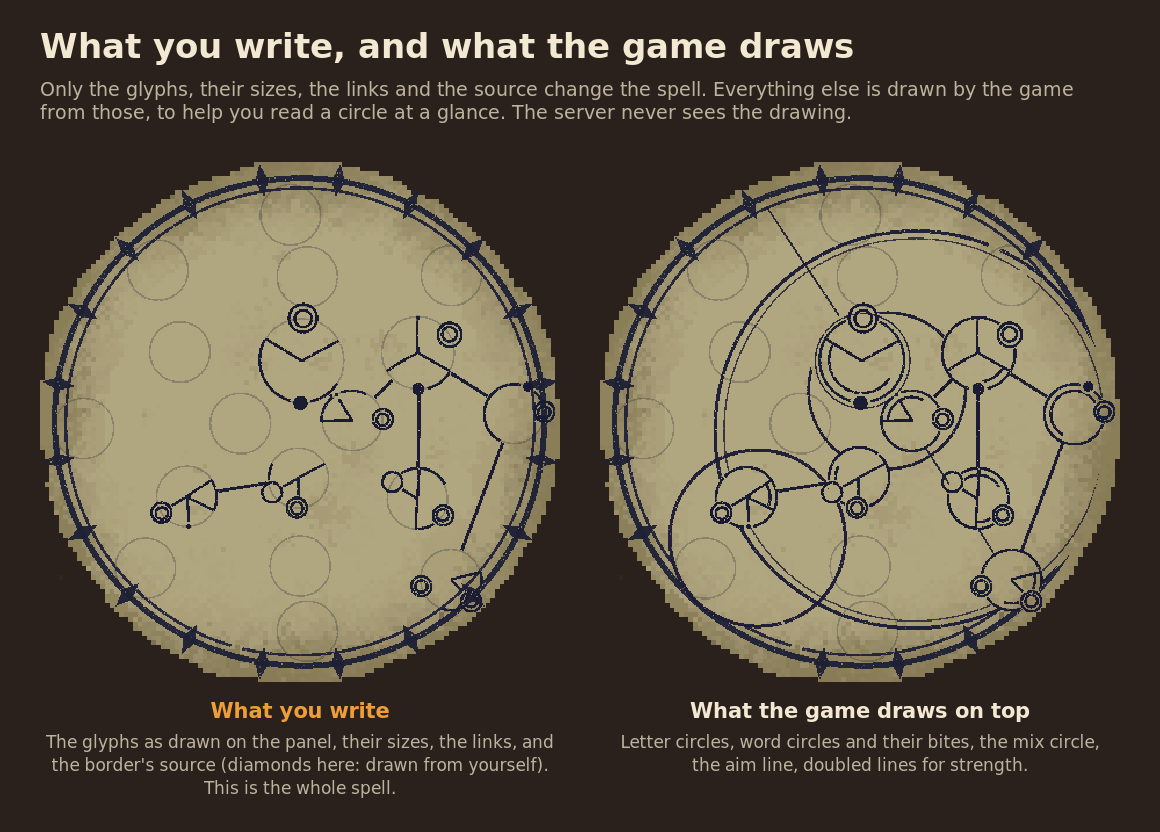 What you write, and what the game draws
Only the glyphs, their sizes, the links and the source change the spell. Everything else is drawn by the game
from those, to help you read a circle at a glance. The server never sees the drawing.
What you write
The glyphs as drawn on the panel, their sizes, the links, and
the border's source (diamonds here: drawn from yourself).
This is the whole spell.
What the game draws on top
Letter circles, word circles and their bites, the mix circle,
the aim line, doubled lines for strength.